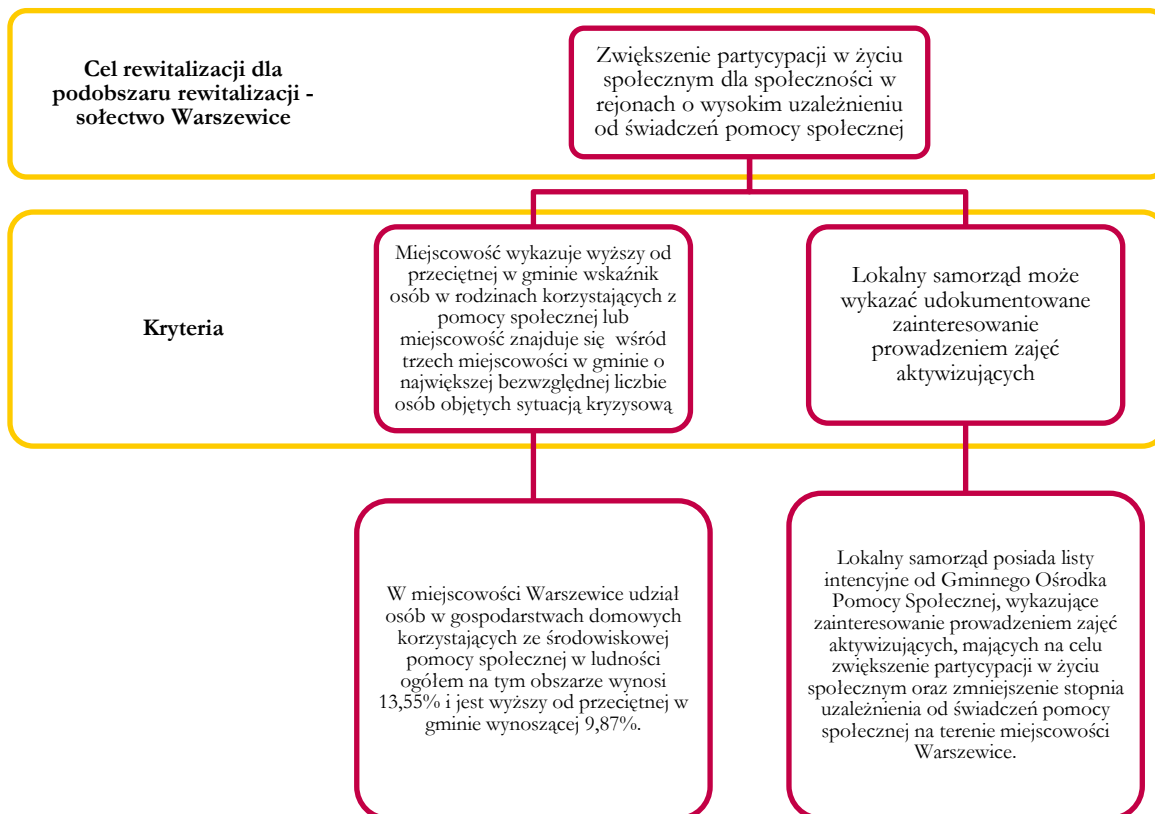 Cel rewitalizacji dla
podobszaru rewitalizacji -
sołectwo Warszewice
Zwiększenie partycypacji w życiu
społecznym dla społeczności w
rejonach o wysokim uzależnieniu
od świadczeń pomocy społecznej
Kryteria
Miejscowość wykazuje wyższy od
przeciętnej w gminie wskaźnik
osób w rodzinach korzystających z
pomocy społecznej lub
miejscowość znajduje się wśród
trzech miejscowości w gminie o
największej bezwzględnej liczbie
osób objętych sytuacją kryzysową
Lokalny samorząd może
wykazać udokumentowane
zainteresowanie
prowadzeniem zajęć
aktywizujących
W miejscowości Warszewice udział
osób w gospodarstwach domowych
korzystających ze środowiskowej
pomocy społecznej w ludności
ogółem na tym obszarze wynosi
13,55% i jest wyższy od przeciętnej w
gminie wynoszącej 9,87%.
Lokalny samorząd posiada listy
intencyjne od Gminnego Ośrodka
Pomocy Społecznej, wykazujące
zainteresowanie prowadzeniem zajęć
aktywizujących, mających na celu
zwiększenie partycypacji w życiu
społecznym oraz zmniejszenie stopnia
uzależnienia od świadczeń pomocy
społecznej na terenie miejscowości
Warszewice.